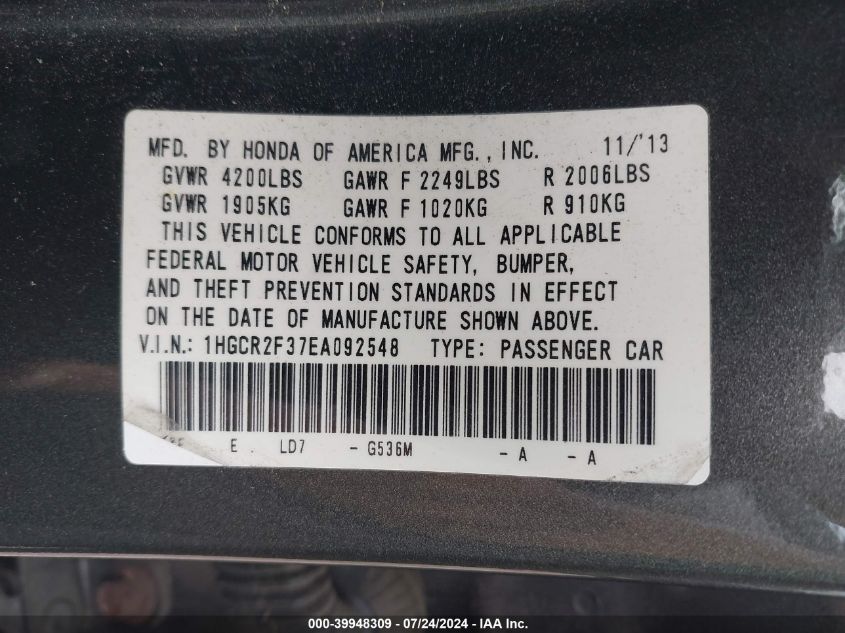 MFD. BY HONDA OF AMERICA MFG., INC. 11/'13
GVWR 4200LBS GAWR F 2249LBS R 2006LBS
GVWR 1905KG GAWR F 1020KG R 910KG
THIS VEHICLE CONFORMS TO ALL APPLICABLE
FEDERAL MOTOR VEHICLE SAFETY, BUMPER,
AND THEFT PREVENTION STANDARDS IN EFFECT
ON THE DATE OF MANUFACTURE SHOWN ABOVE.
V.I.N.: 1HGCR2F37EA092548 TYPE: PASSENGER CAR
E LD7 - G536M - A - A
000-39948309 - 07/24/2024 - IAA Inc.